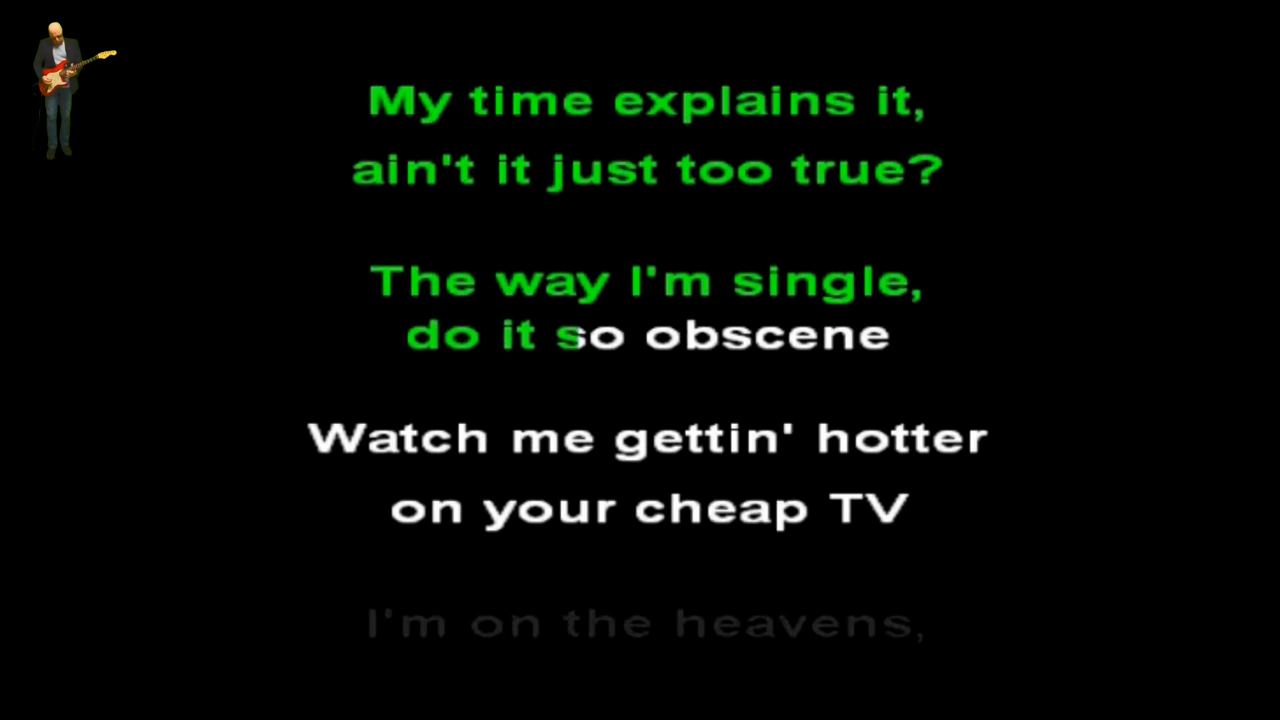 My time explains it,
ain't it just too true?
The way I'm single,
do it so obscene
Watch me gettin' hotter
on your cheap TV
I'm on the heavens,